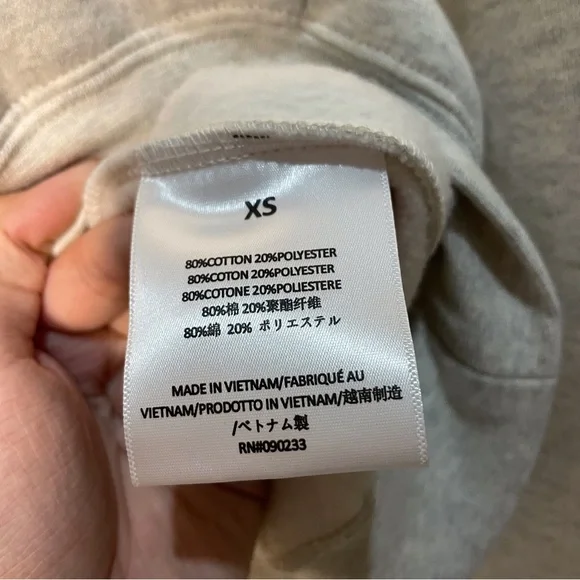 XS
80%COTTON 20%POLYESTER
80%COTON 20%POLYESTER
80%COTONE 20%POLIESTERE
80%棉 20%聚酯纤维
80%綿 20% ポリエステル
MADE IN VIETNAM/FABRIQUÉ AU
VIETNAM/PRODOTTO IN VIETNAM/越南制造
/ベトナム製
RN#090233